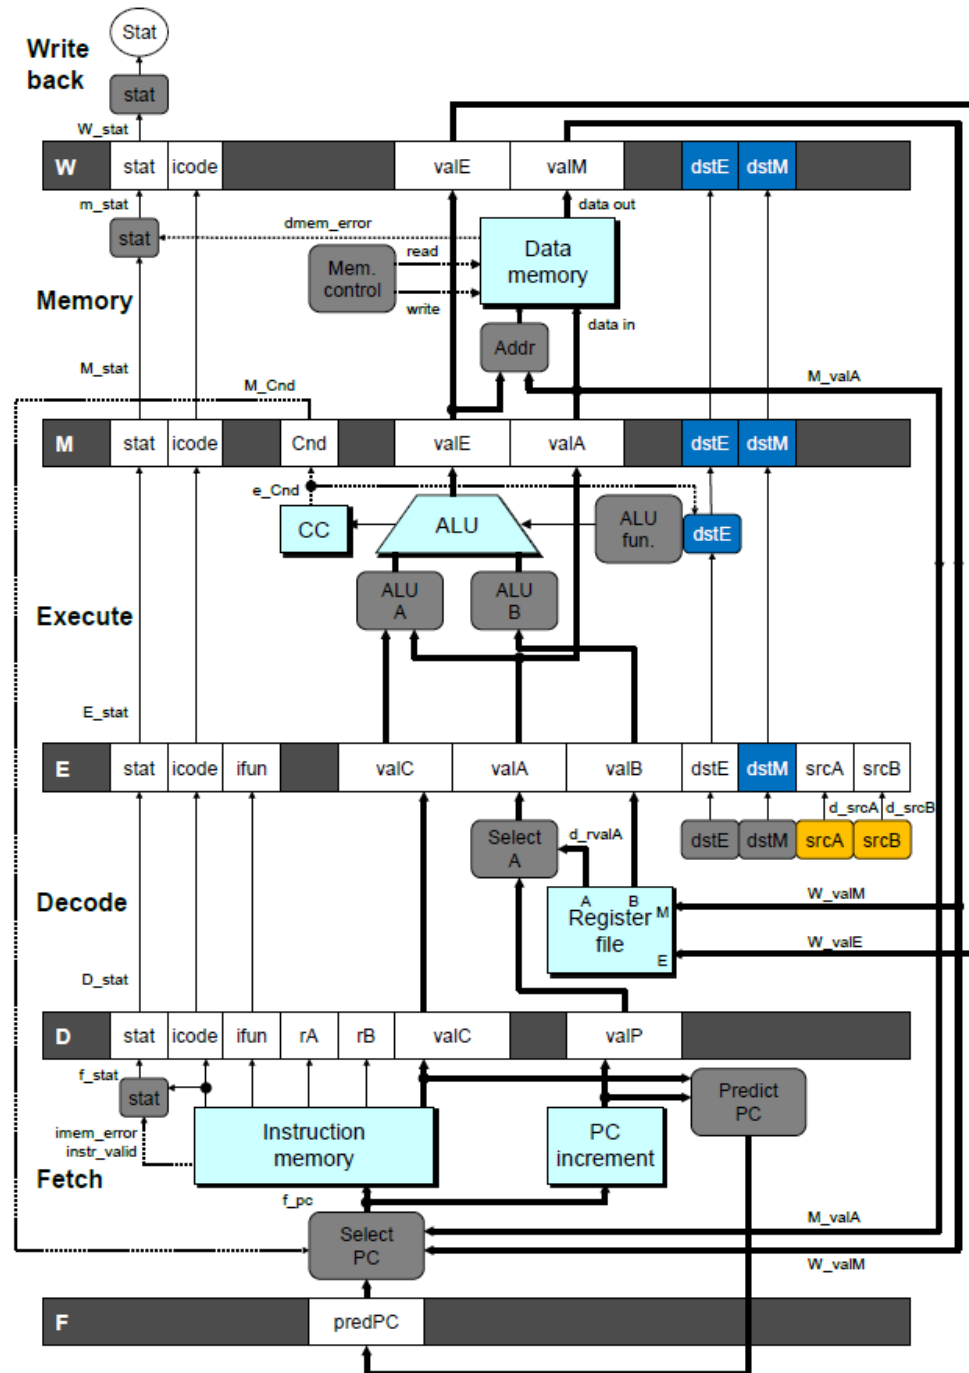 Stat
Write
back
stat
W_stat
W stat icode valE valM dstE dstM
m_stat
data out
dmem_error
stat
read
Data
memory
Mem.
control
Memory
write
data in
Addr
M_stat
M_Cnd
M_valA
M stat icode Cnd valE valA dstE dstM
e_Cnd
CC
ALU
ALU
fun.
dstE
ALU
A
ALU
B
Execute
E_stat
E stat icode ifun valC valA valB dstE dstM srcA srcB
d_srcA d_srcB
Select
A
d_rvalA
dstE dstM srcA srcB
Decode
A B
Register
file
M
E
W_valM
W_valE
D_stat
D stat icode ifun rA rB valC valP
f_stat
stat
Predict
PC
imem_error
instr_valid
Instruction
memory
PC
increment
Fetch
f_pc
Select
PC
M_valA
W_valM
F predPC